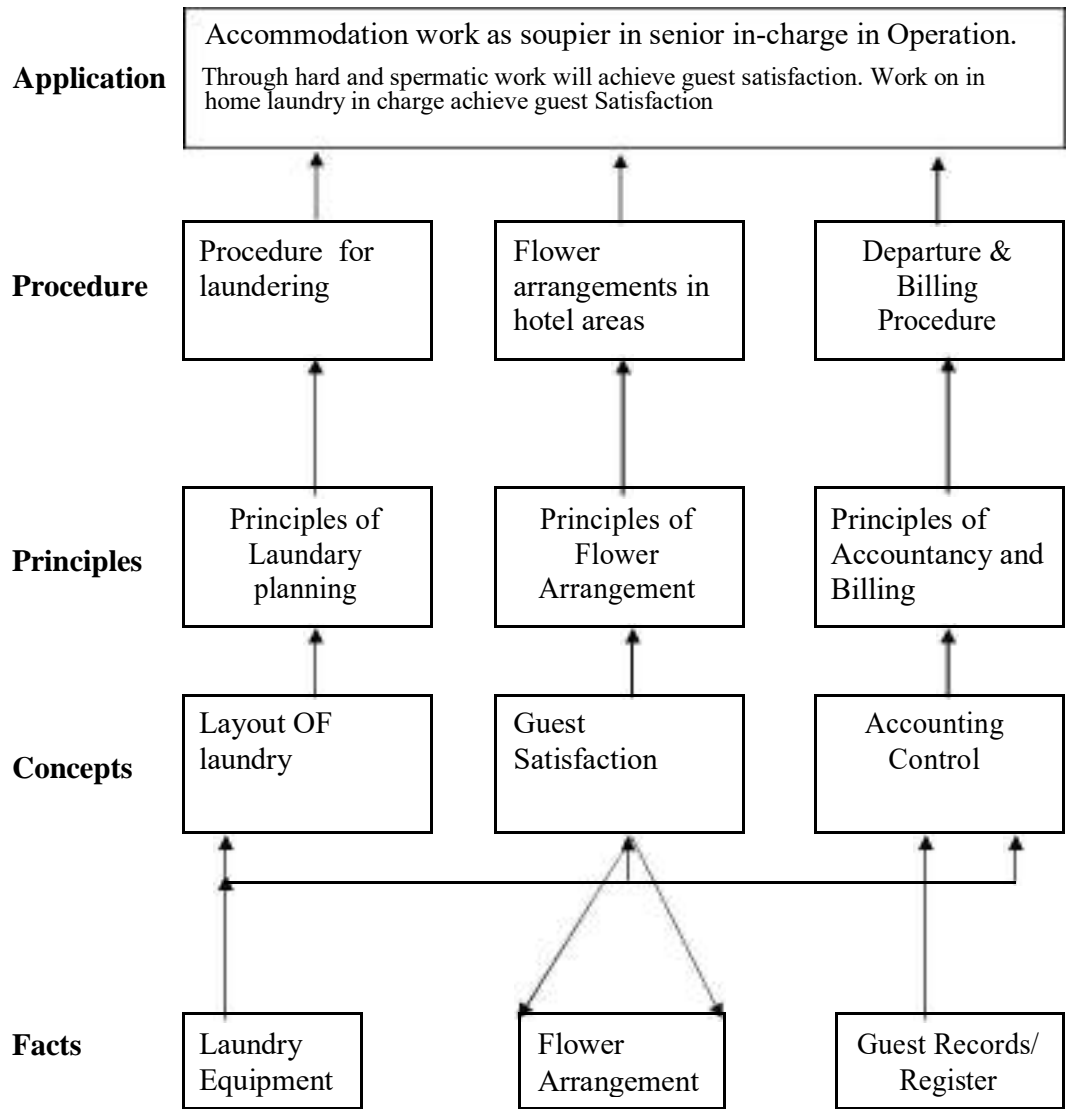 Accommodation work as soupier in senior in-charge in Operation.
Application
Through hard and spermatic work will achieve guest satisfaction. Work on in
home laundry in charge achieve guest Satisfaction
Procedure
Procedure for
laundering
Flower
arrangements in
hotel areas
Departure &
Billing
Procedure
Principles
Principles of
Laundary
planning
Principles of
Flower
Arrangement
Principles of
Accountancy and
Billing
Concepts
Layout OF
laundry
Guest
Satisfaction
Accounting
Control
Facts
Laundry
Equipment
Flower
Arrangement
Guest Records/
Register